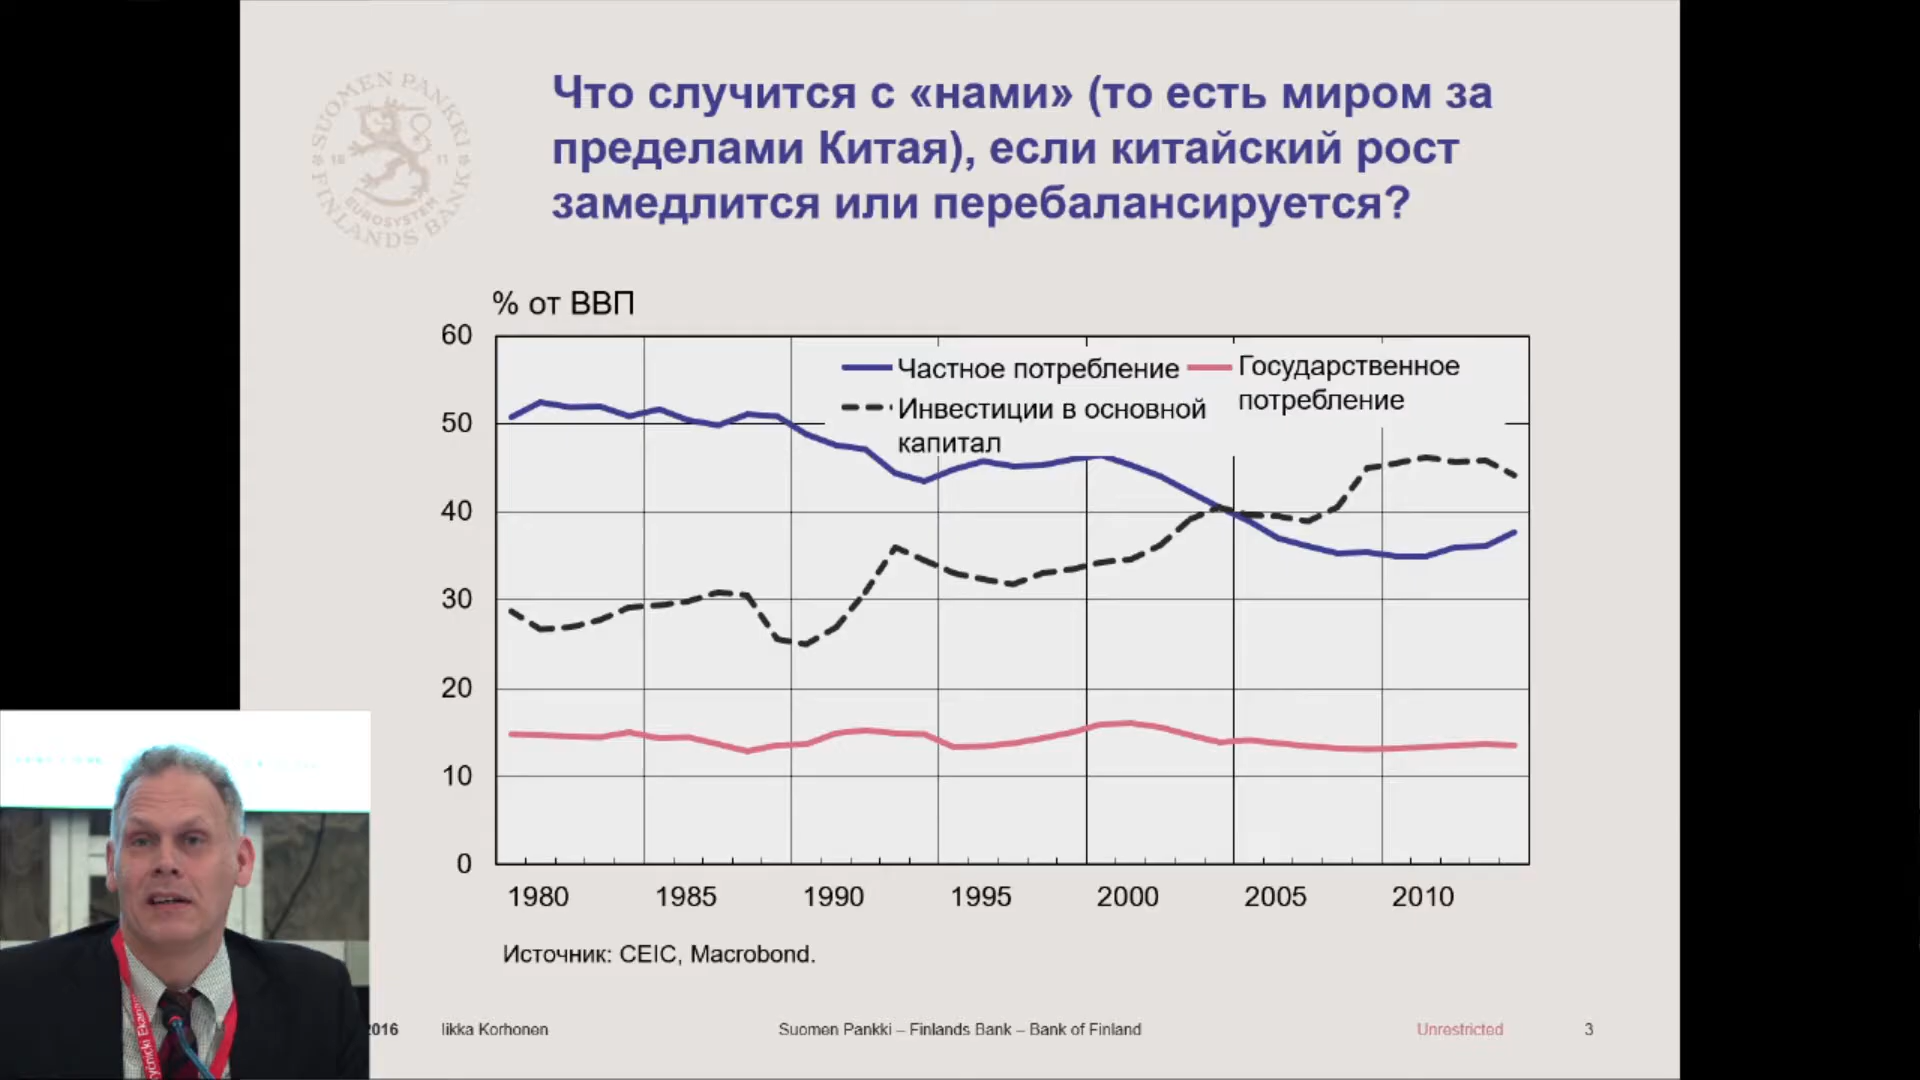 Что случится с «нами» (то есть миром за
пределами Китая), если китайский рост
замедлится или перебалансируется?
SUOMEN PANKKI
18 11
EUROSYSTEM
FINLANDS BANK
% от ВВП
60
50
40
30
20
10
0
Частное потребление
Государственное
потребление
Инвестиции в основной
капитал
1980 1985 1990 1995 2000 2005 2010
Источник: CEIC, Macrobond.
2016 Iikka Korhonen Suomen Pankki – Finlands Bank – Bank of Finland Unrestricted 3